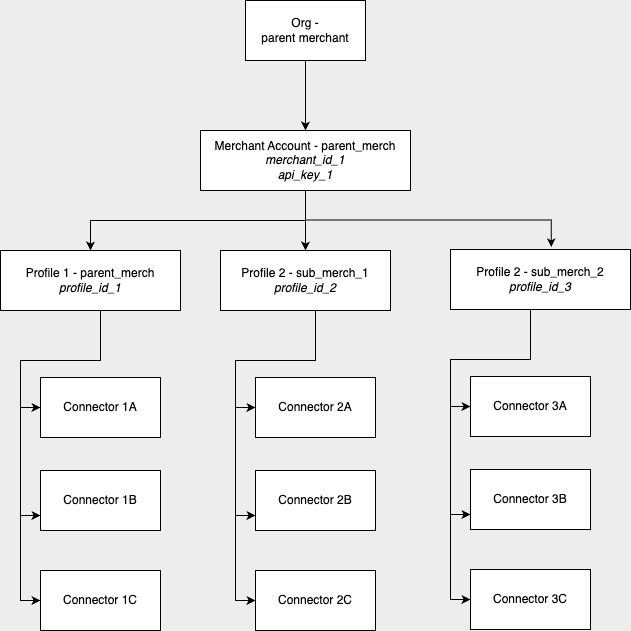 Org -
parent merchant
Merchant Account - parent_merch
merchant_id_1
api_key_1
Profile 1 - parent_merch
profile_id_1
Profile 2 - sub_merch_1
profile_id_2
Profile 2 - sub_merch_2
profile_id_3
Connector 1A
Connector 2A
Connector 3A
Connector 1B
Connector 2B
Connector 3B
Connector 1C
Connector 2C
Connector 3C